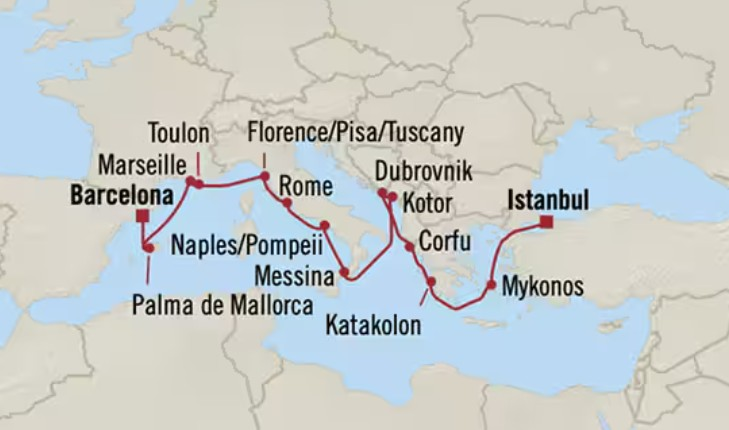 Toulon
Florence/Pisa/Tuscany
Marseille
Dubrovnik
Barcelona
Rome
Kotor
Istanbul
Naples/Pompeii
Corfu
Messina
Mykonos
Palma de Mallorca
Katakolon